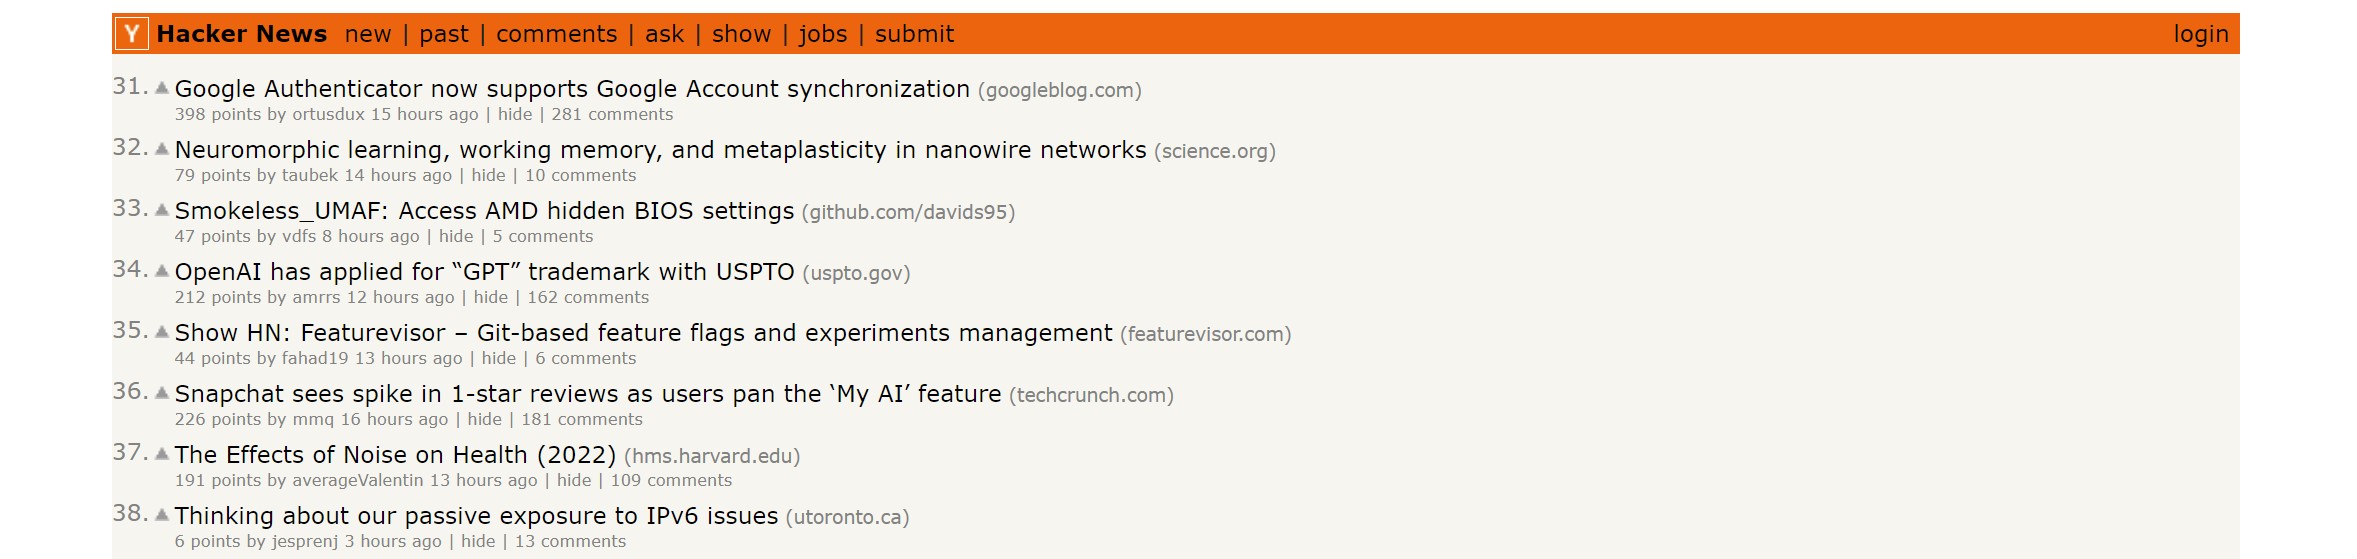 Y Hacker News new | past | comments | ask | show | jobs | submit login
31. Google Authenticator now supports Google Account synchronization (googleblog.com)
398 points by ortusdux 15 hours ago | hide | 281 comments
32. Neuromorphic learning, working memory, and metaplasticity in nanowire networks (science.org)
79 points by taubek 14 hours ago | hide | 10 comments
33. Smokeless_UMAF: Access AMD hidden BIOS settings (github.com/davids95)
47 points by vdfs 8 hours ago | hide | 5 comments
34. OpenAI has applied for “GPT” trademark with USPTO (uspto.gov)
212 points by amrrs 12 hours ago | hide | 162 comments
35. Show HN: Featurevisor – Git-based feature flags and experiments management (featurevisor.com)
44 points by fahad19 13 hours ago | hide | 6 comments
36. Snapchat sees spike in 1-star reviews as users pan the ‘My AI’ feature (techcrunch.com)
226 points by mmq 16 hours ago | hide | 181 comments
37. The Effects of Noise on Health (2022) (hms.harvard.edu)
191 points by averageValentin 13 hours ago | hide | 109 comments
38. Thinking about our passive exposure to IPv6 issues (utoronto.ca)
6 points by jesprenj 3 hours ago | hide | 13 comments